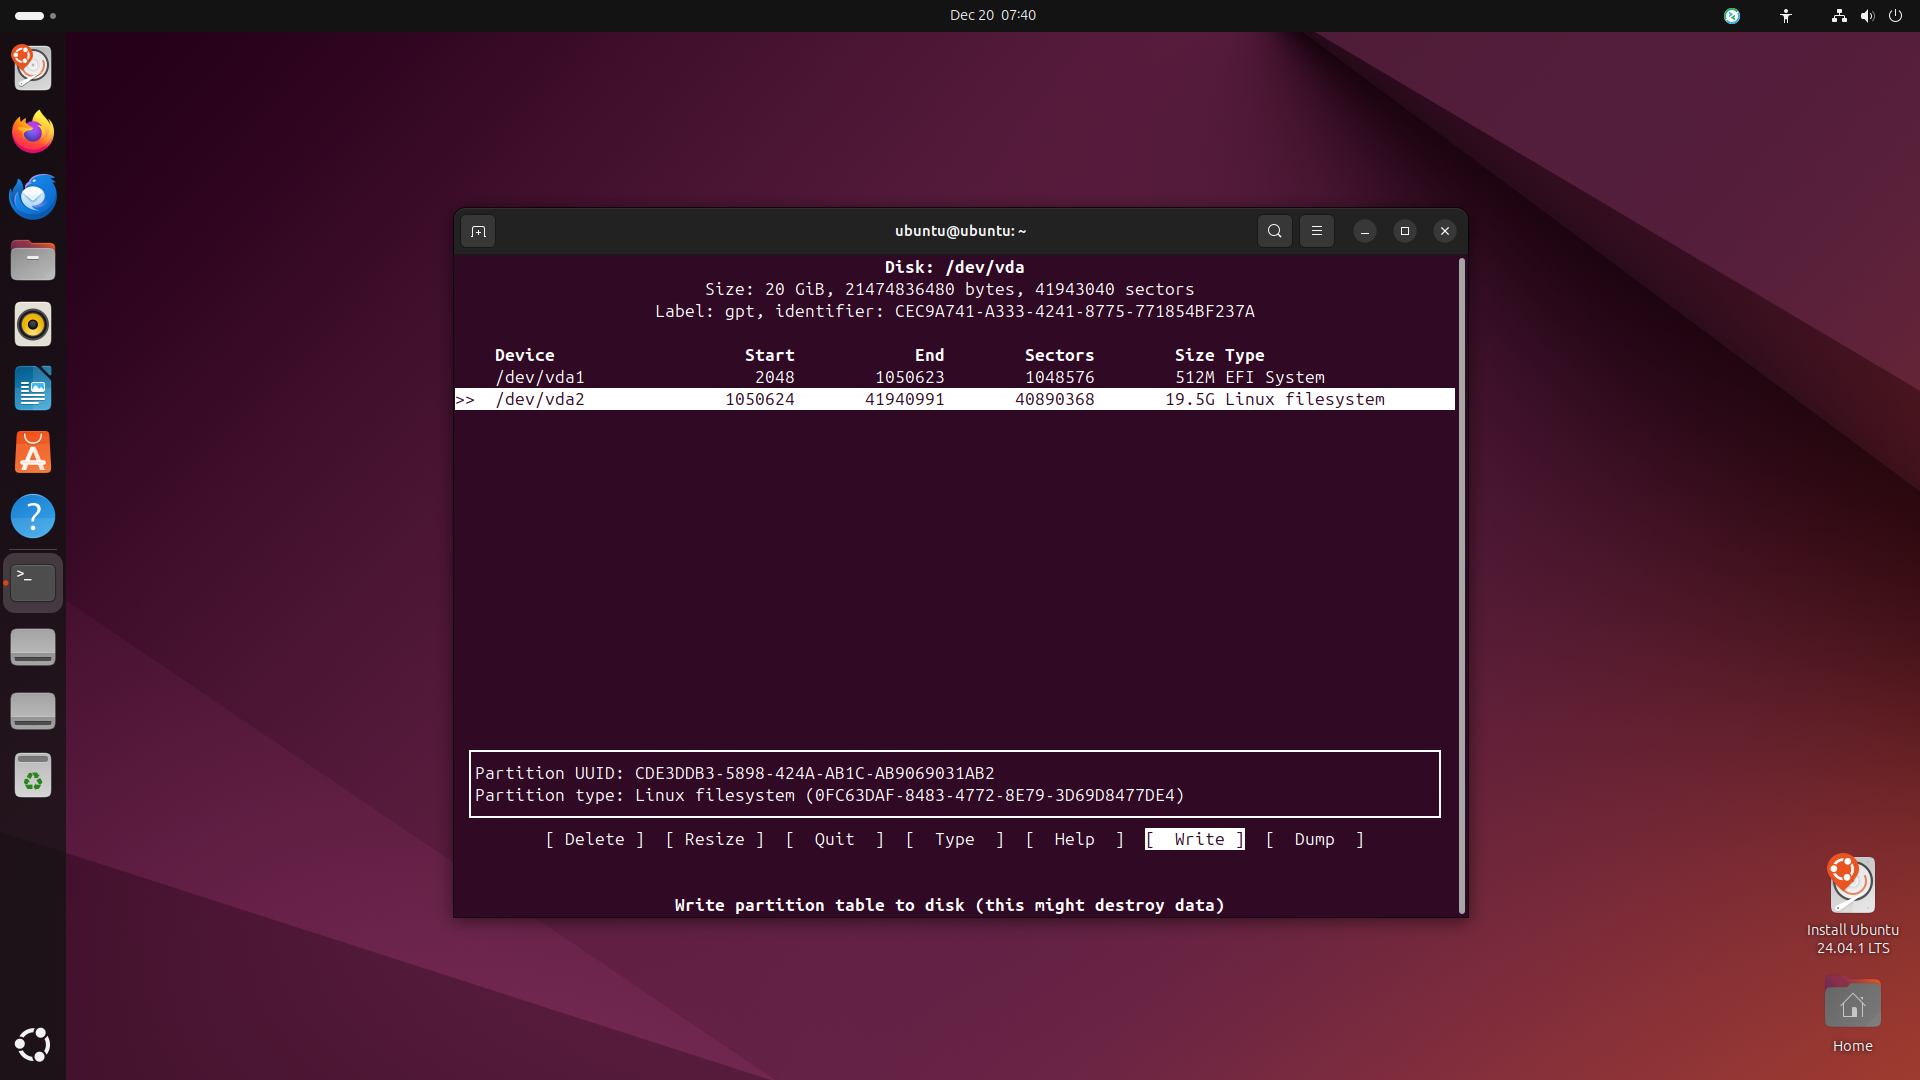 Dec 20 07:40
ubuntu@ubuntu: ~
Disk: /dev/vda
Size: 20 GiB, 21474836480 bytes, 41943040 sectors
Label: gpt, identifier: CEC9A741-A333-4241-8775-771854BF237A
Device Start End Sectors Size Type
/dev/vda1 2048 1050623 1048576 512M EFI System
>> /dev/vda2 1050624 41940991 40890368 19.5G Linux filesystem
Partition UUID: CDE3DDB3-5898-424A-AB1C-AB9069031AB2
Partition type: Linux filesystem (0FC63DAF-8483-4772-8E79-3D69D8477DE4)
[ Delete ] [ Resize ] [ Quit ] [ Type ] [ Help ] [ Write ] [ Dump ]
Write partition table to disk (this might destroy data)
Install Ubuntu
24.04.1 LTS
Home